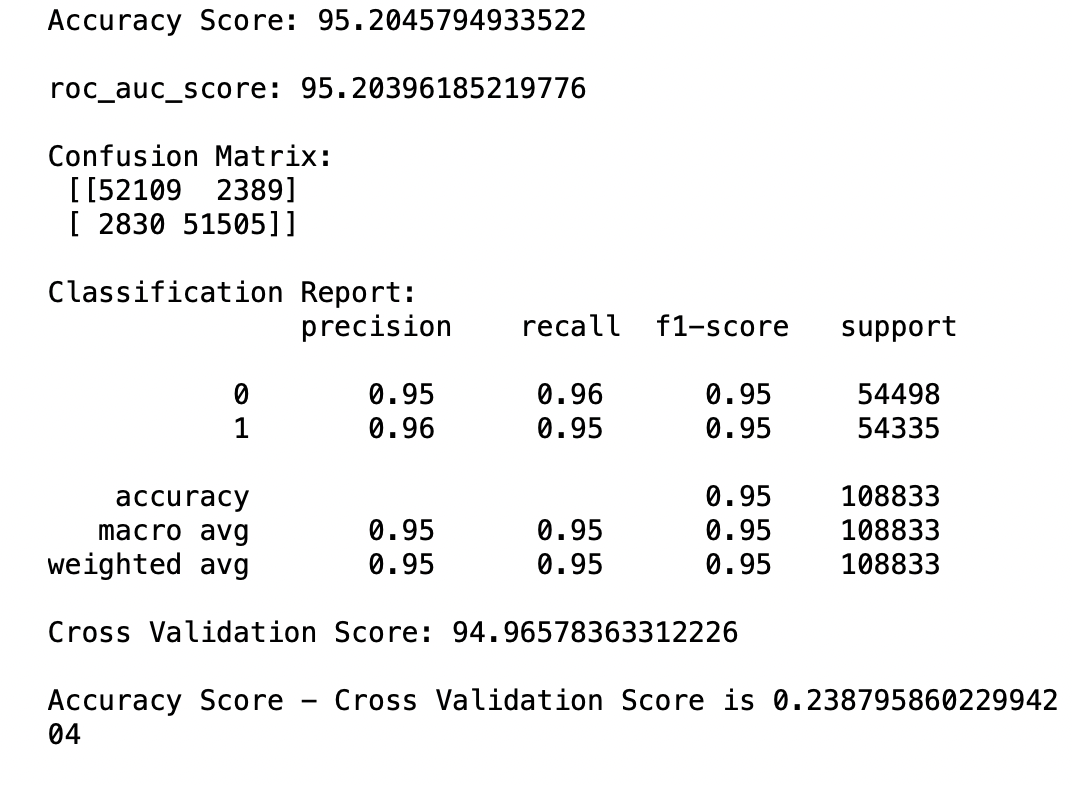 Accuracy Score: 95.2045794933522
roc_auc_score: 95.20396185219776
Confusion Matrix:
[[52109  2389]
[ 2830 51505]]
Classification Report:
precision    recall  f1-score   support
0       0.95      0.96      0.95     54498
1       0.96      0.95      0.95     54335
accuracy                           0.95    108833
macro avg       0.95      0.95      0.95    108833
weighted avg       0.95      0.95      0.95    108833
Cross Validation Score: 94.96578363312226
Accuracy Score - Cross Validation Score is 0.238795860229942
04